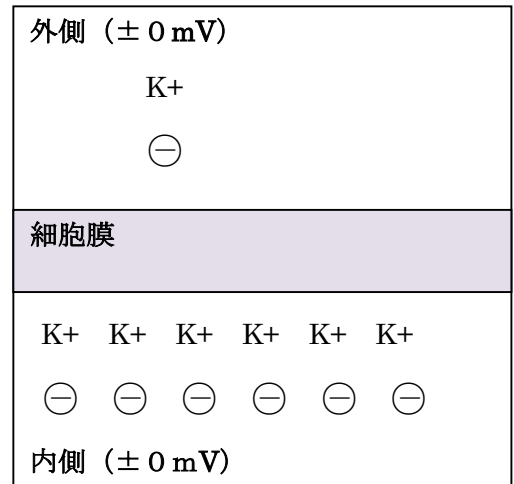 外側（± 0 mV）
K+
㊀
細胞膜
K+ K+ K+ K+ K+ K+
㊀ ㊀ ㊀ ㊀ ㊀ ㊀
内側（± 0 mV）